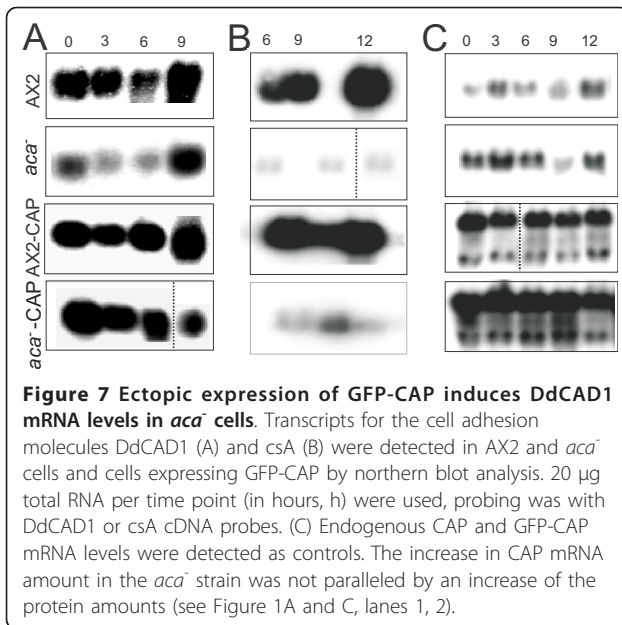 A 0 3 6 9 B 6 9 12 C 0 3 6 9 12
AX2
aca-
AX2-CAP
aca--CAP
Figure 7 Ectopic expression of GFP-CAP induces DdCAD1
mRNA levels in aca- cells. Transcripts for the cell adhesion
molecules DdCAD1 (A) and csA (B) were detected in AX2 and aca-
cells and cells expressing GFP-CAP by northern blot analysis. 20 μg
total RNA per time point (in hours, h) were used, probing was with
DdCAD1 or csA cDNA probes. (C) Endogenous CAP and GFP-CAP
mRNA levels were detected as controls. The increase in CAP mRNA
amount in the aca- strain was not paralleled by an increase of the
protein amounts (see Figure 1A and C, lanes 1, 2).